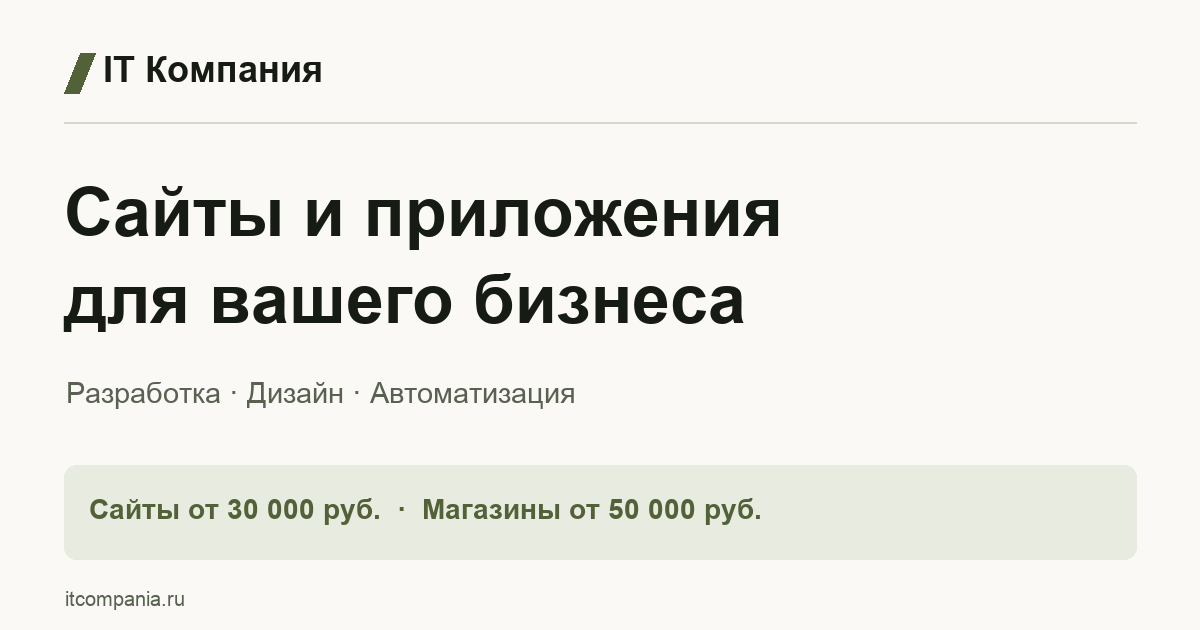 IT Компания
Сайты и приложения
для вашего бизнеса
Разработка · Дизайн · Автоматизация
Сайты от 30 000 руб. · Магазины от 50 000 руб.
itcompania.ru